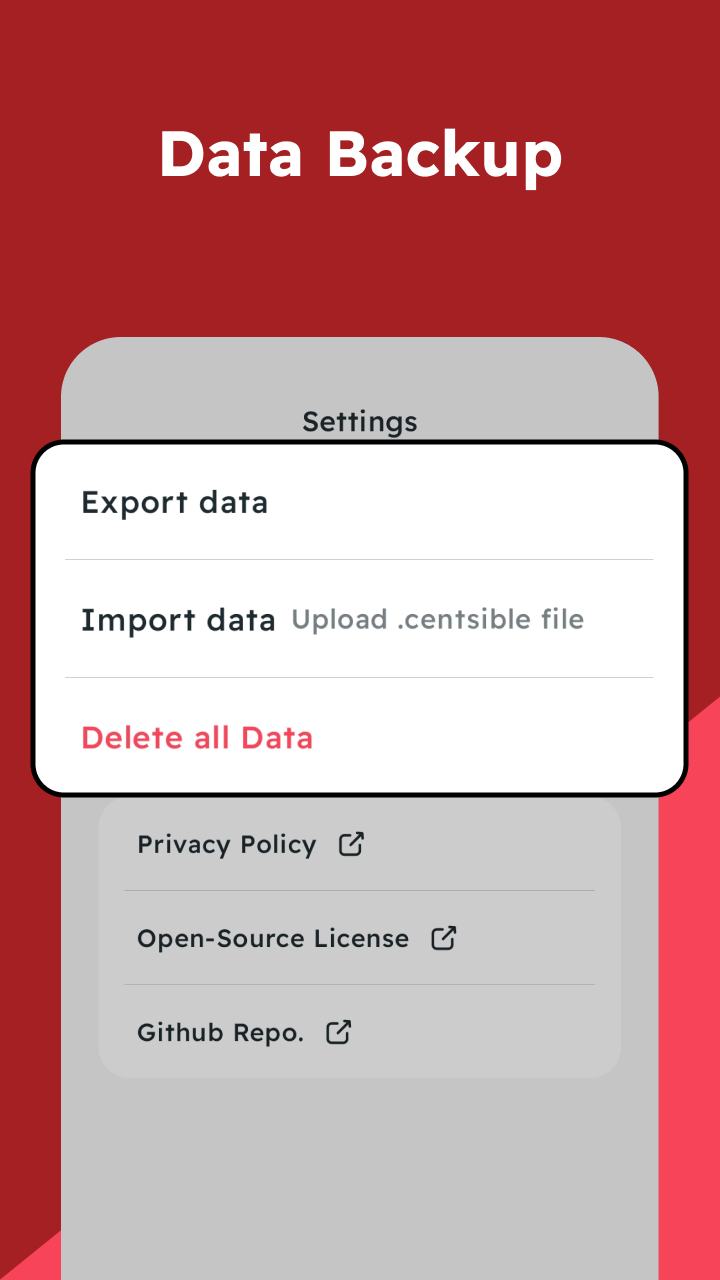 Data Backup
Settings
Export data
Import data Upload .centsible file
Delete all Data
Privacy Policy
Open-Source License
Github Repo.